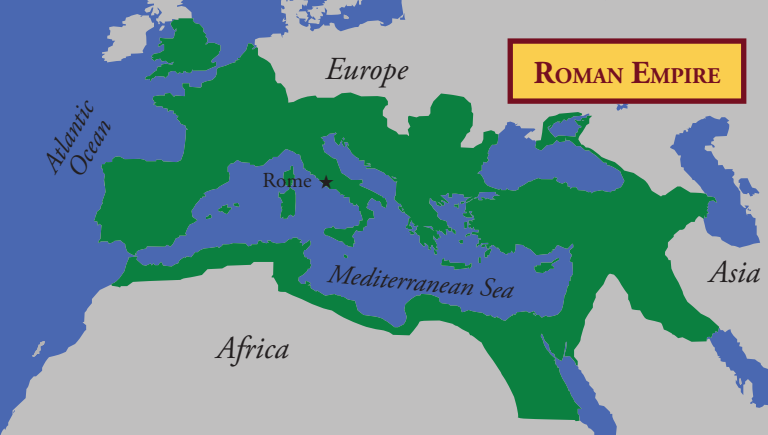 Europe
ROMAN EMPIRE
Atlantic
Ocean
Rome
Mediterranean Sea
Asia
Africa